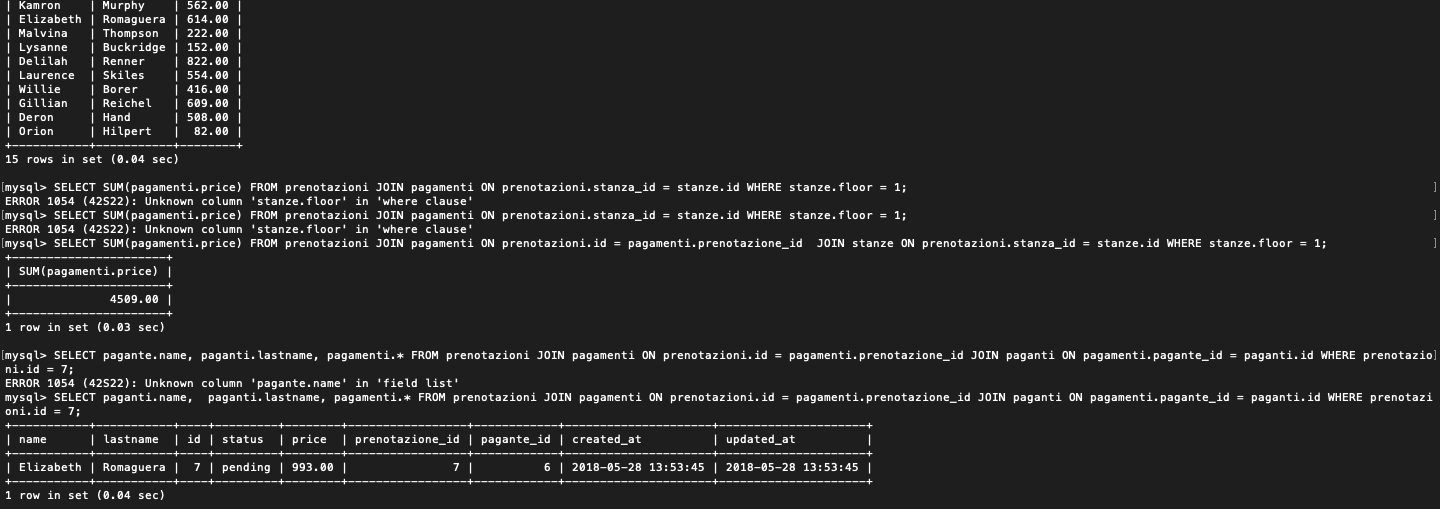 | Kamron    | Murphy    | 562.00 |
| Elizabeth | Romaguera | 614.00 |
| Malvina   | Thompson  | 222.00 |
| Lysanne   | Buckridge | 152.00 |
| Delilah   | Renner    | 822.00 |
| Laurence  | Skiles    | 554.00 |
| Willie    | Borer     | 416.00 |
| Gillian   | Reichel   | 609.00 |
| Deron     | Hand      | 508.00 |
| Orion     | Hilpert   |  82.00 |
+-----------+-----------+--------+
15 rows in set (0.04 sec)
[mysql> SELECT SUM(pagamenti.price) FROM prenotazioni JOIN pagamenti ON prenotazioni.stanza_id = stanze.id WHERE stanze.floor = 1; ]
ERROR 1054 (42S22): Unknown column 'stanze.floor' in 'where clause'
[mysql> SELECT SUM(pagamenti.price) FROM prenotazioni JOIN pagamenti ON prenotazioni.stanza_id = stanze.id WHERE stanze.floor = 1; ]
ERROR 1054 (42S22): Unknown column 'stanze.floor' in 'where clause'
[mysql> SELECT SUM(pagamenti.price) FROM prenotazioni JOIN pagamenti ON prenotazioni.id = pagamenti.prenotazione_id  JOIN stanze ON prenotazioni.stanza_id = stanze.id WHERE stanze.floor = 1; ]
+----------------------+
| SUM(pagamenti.price) |
+----------------------+
|              4509.00 |
+----------------------+
1 row in set (0.03 sec)
[mysql> SELECT pagante.name, paganti.lastname, pagamenti.* FROM prenotazioni JOIN pagamenti ON prenotazioni.id = pagamenti.prenotazione_id JOIN paganti ON pagamenti.pagante_id = paganti.id WHERE prenotazio]
ni.id = 7;
ERROR 1054 (42S22): Unknown column 'pagante.name' in 'field list'
mysql> SELECT paganti.name,  paganti.lastname, pagamenti.* FROM prenotazioni JOIN pagamenti ON prenotazioni.id = pagamenti.prenotazione_id JOIN paganti ON pagamenti.pagante_id = paganti.id WHERE prenotazi
oni.id = 7;
+-----------+-----------+----+---------+--------+-----------------+------------+---------------------+---------------------+
| name      | lastname  | id | status  | price  | prenotazione_id | pagante_id | created_at          | updated_at          |
+-----------+-----------+----+---------+--------+-----------------+------------+---------------------+---------------------+
| Elizabeth | Romaguera |  7 | pending | 993.00 |               7 |          6 | 2018-05-28 13:53:45 | 2018-05-28 13:53:45 |
+-----------+-----------+----+---------+--------+-----------------+------------+---------------------+---------------------+
1 row in set (0.04 sec)